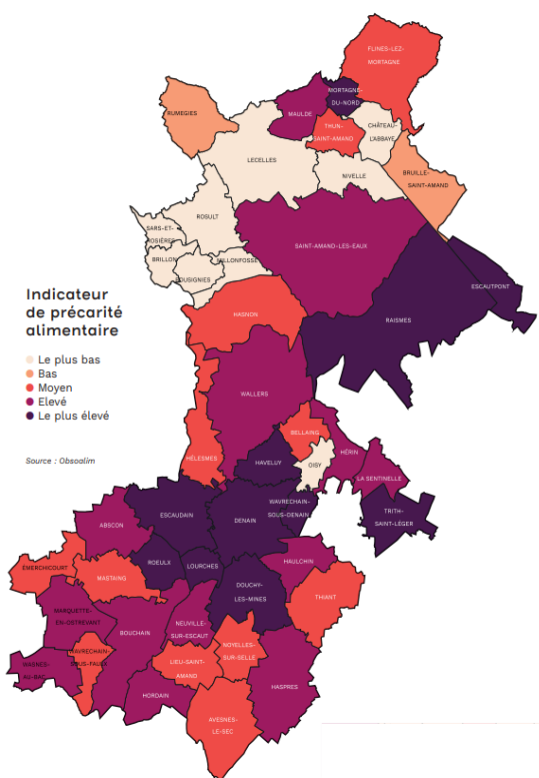 FLINES-LEZ-
MORTAGNE
MORTAGNE-
DU-NORD
RUMEGIES
MAULDE
THUN-
SAINT-AMAND
CHÂTEAU-
L'ABBAYE
LECELLES
NIVELLE
BRUILLE-
SAINT-AMAND
ROSULT
SARS-ET-
ROSIÈRES
SAINT-AMAND-LES-EAUX
BRILLON
MILLONFOSSE
BOUSIGNIES
ESCAUTPONT
Indicateur
de précarité
alimentaire
Le plus bas
Bas
Moyen
Elevé
Le plus élevé
Source : Obsoalim
HASNON
RAISMES
WALLERS
BELLAING
HÉLESMES
HAVELUY
OISY
HÉRIN
LA SENTINELLE
ESCAUDAIN
DENAIN
WAVRECHAIN-
SOUS-DENAIN
TRITH-
SAINT-LÉGER
ABSCON
ROEULX
LOURCHES
HAULCHIN
ÉMERCHICOURT
MASTAING
DOUCHY-
LES-MINES
THIANT
MARQUETTE-
EN-OSTREVANT
BOUCHAIN
NEUVILLE-
SUR-ESCAUT
NOYELLES-
SUR-SELLE
WAVRECHAIN-
SOUS-FAULX
WASNES-
AU-BAC
LIEU-SAINT-
AMAND
HORDAIN
HASPRES
AVESNES-
LE-SEC